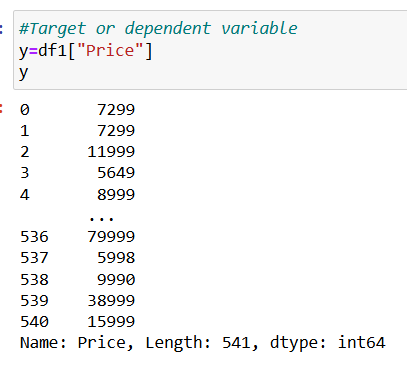 #Target or dependent variable
y=df1["Price"]
y
0 7299
1 7299
2 11999
3 5649
4 8999
...
536 79999
537 5998
538 9990
539 38999
540 15999
Name: Price, Length: 541, dtype: int64